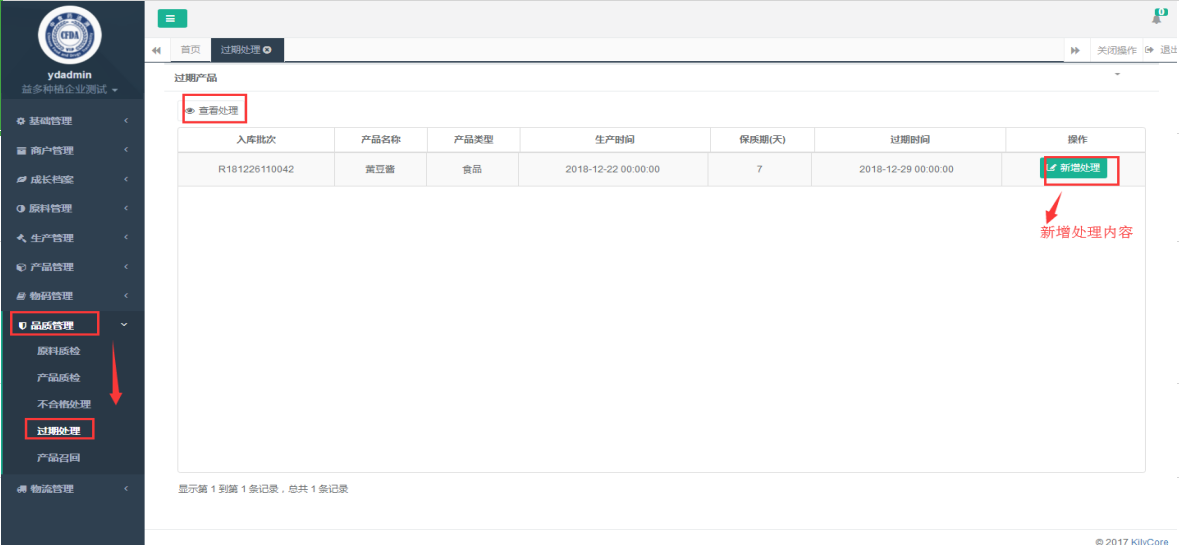 CFDA
0
首页
过期处理
关闭操作
退出
ydadmin
益多种植企业测试
基础管理
商户管理
成长档案
原料管理
生产管理
产品管理
物码管理
品质管理
原料质检
产品质检
不合格处理
过期处理
产品召回
物流管理
过期产品
查看处理
入库批次 产品名称 产品类型 生产时间 保质期(天) 过期时间 操作
R181226110042 黄豆酱 食品 2018-12-22 00:00:00 7 2018-12-29 00:00:00 新增处理
新增处理内容
显示第 1 到第 1 条记录，总共 1 条记录
© 2017 KilyCore